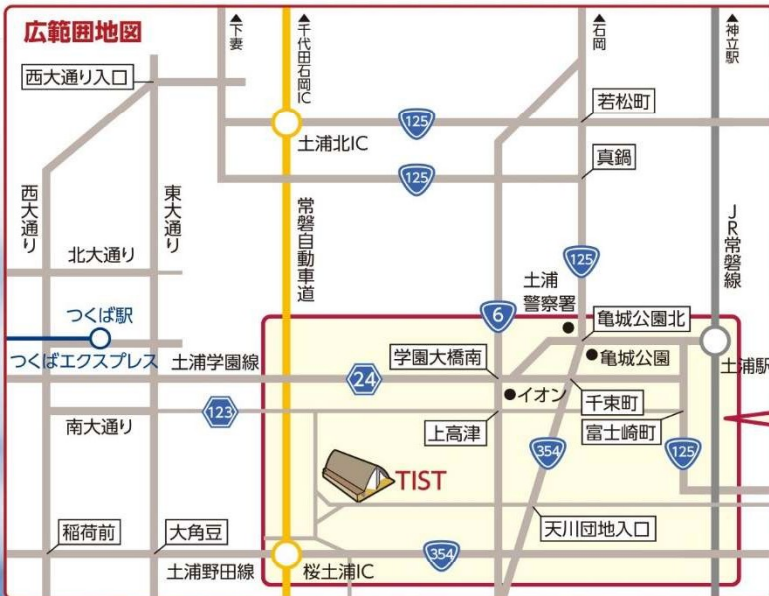 広範囲地図
▲下妻
▲千代田石岡IC
▲石岡
▲神立駅
西大通り入口
125
若松町
土浦北IC
125
真鍋
西大通り
東大通り
常磐自動車道
JR常磐線
北大通り
125
土浦
警察署
6
亀城公園北
つくば駅
つくばエクスプレス
土浦学園線
学園大橋南
亀城公園
土浦駅
24
イオン
千束町
123
南大通り
上高津
富士崎町
354
125
TIST
天川団地入口
稲荷前
大角豆
354
土浦野田線
桜土浦IC